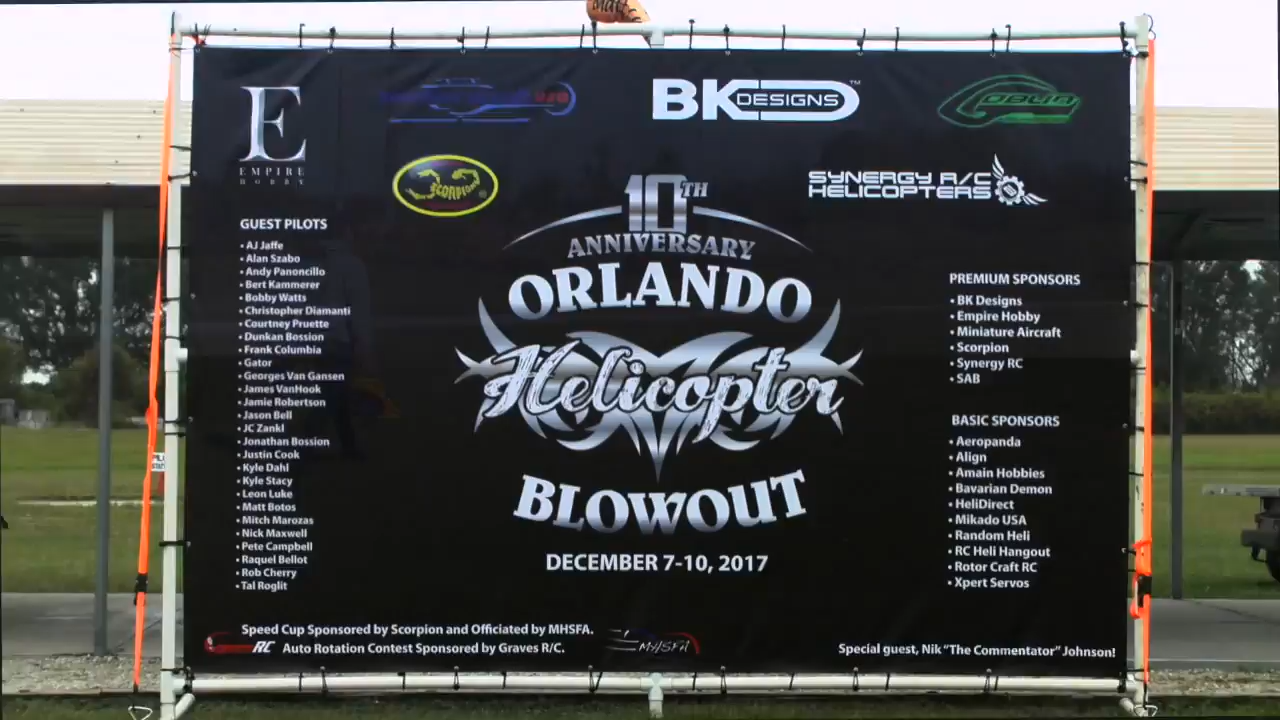 Matt
E
EMPIRE
HOBBY
BK DESIGNS™
GOBLIN
SCORPION
SYNERGY R/C
HELICOPTERS
10TH
ANNIVERSARY
ORLANDO
Helicopter
BLOWOUT
DECEMBER 7-10, 2017
GUEST PILOTS
• AJ Jaffe
• Alan Szabo
• Andy Panoncillo
• Bert Kammerer
• Bobby Watts
• Christopher Diamanti
• Courtney Pruette
• Dunkan Bossion
• Frank Columbia
• Gator
• Georges Van Gansen
• James VanHook
• Jamie Robertson
• Jason Bell
• JC Zankl
• Jonathan Bossion
• Justin Cook
• Kyle Dahl
• Kyle Stacy
• Leon Luke
• Matt Botos
• Mitch Marozas
• Nick Maxwell
• Pete Campbell
• Raquel Bellot
• Rob Cherry
• Tal Roglit
PREMIUM SPONSORS
• BK Designs
• Empire Hobby
• Miniature Aircraft
• Scorpion
• Synergy RC
• SAB
BASIC SPONSORS
• Aeropanda
• Align
• Amain Hobbies
• Bavarian Demon
• HeliDirect
• Mikado USA
• Random Heli
• RC Heli Hangout
• Rotor Craft RC
• Xpert Servos
Speed Cup Sponsored by Scorpion and Officiated by MHSFA.
RC Auto Rotation Contest Sponsored by Graves R/C.
MHSFA
Special guest, Nik "The Commentator" Johnson!